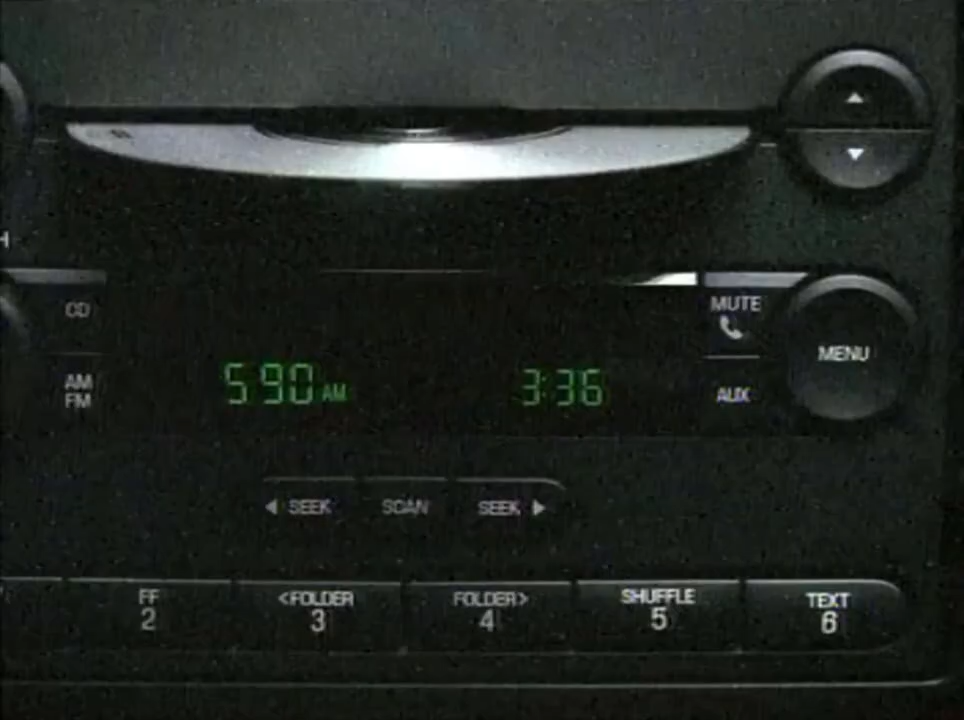 H
CD
MUTE
MENU
AM
FM
590 AM
3:36
AUX
SEEK
SCAN
SEEK
FF
2
<FOLDER
3
FOLDER>
4
SHUFFLE
5
TEXT
6